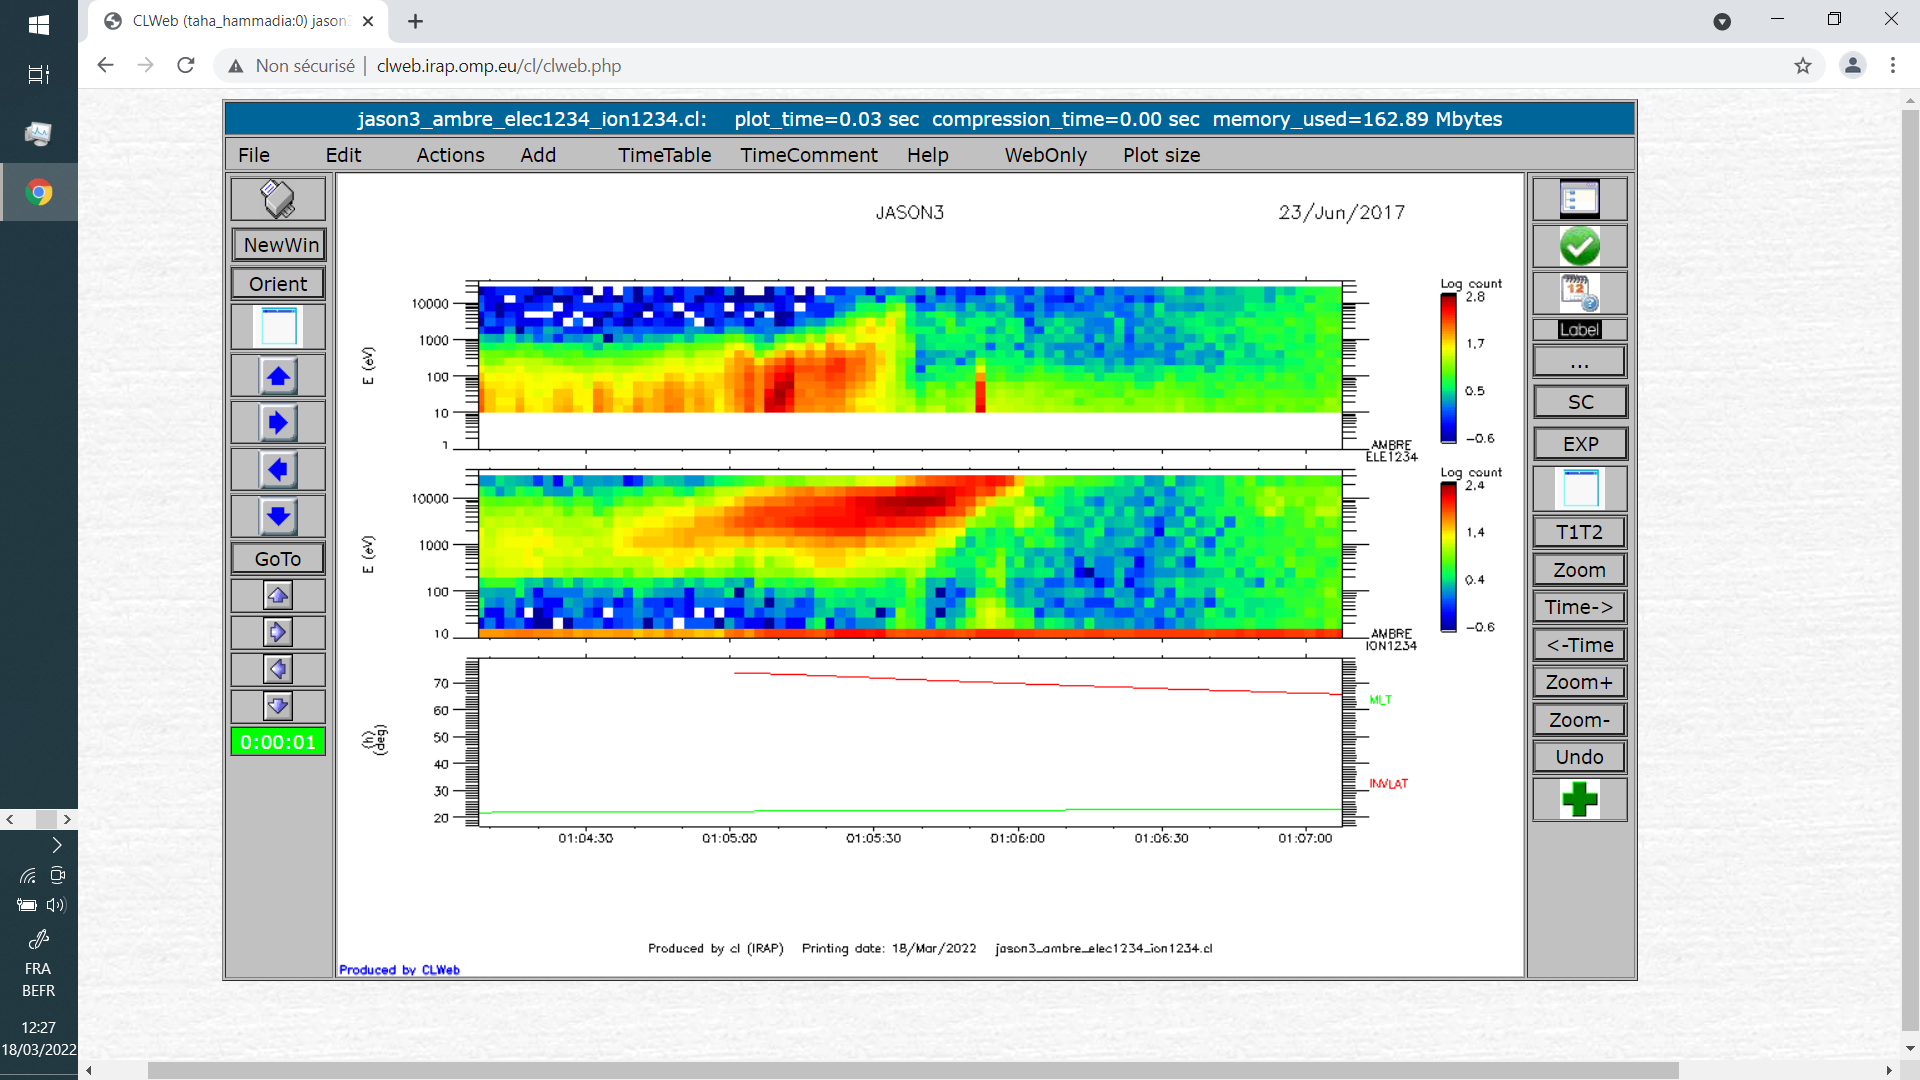 CLWeb (taha_hammadia:0) jason3
Non sécurisé | clweb.irap.omp.eu/cl/clweb.php
jason3_ambre_elec1234_ion1234.cl: plot_time=0.03 sec compression_time=0.00 sec memory_used=162.89 Mbytes
File Edit Actions Add TimeTable TimeComment Help WebOnly Plot size
NewWin
Orient
GoTo
0:00:01
JASON3 23/Jun/2017
Log count
2.8
1.7
0.5
-0.6
10000
1000
100
10
1
E (eV)
AMBRE
ELE1234
Log count
2.4
1.4
0.4
-0.6
10000
1000
100
10
E (eV)
AMBRE
ION1234
70
60
50
40
30
20
(h)
(deg)
MLT
INVLAT
01:04:30 01:05:00 01:05:30 01:06:00 01:06:30 01:07:00
Produced by cl (IRAP) Printing date: 18/Mar/2022 jason3_ambre_elec1234_ion1234.cl
Produced by CLWeb
12
Label
...
SC
EXP
T1T2
Zoom
Time->
<-Time
Zoom+
Zoom-
Undo
FRA
BEFR
12:27
18/03/2022